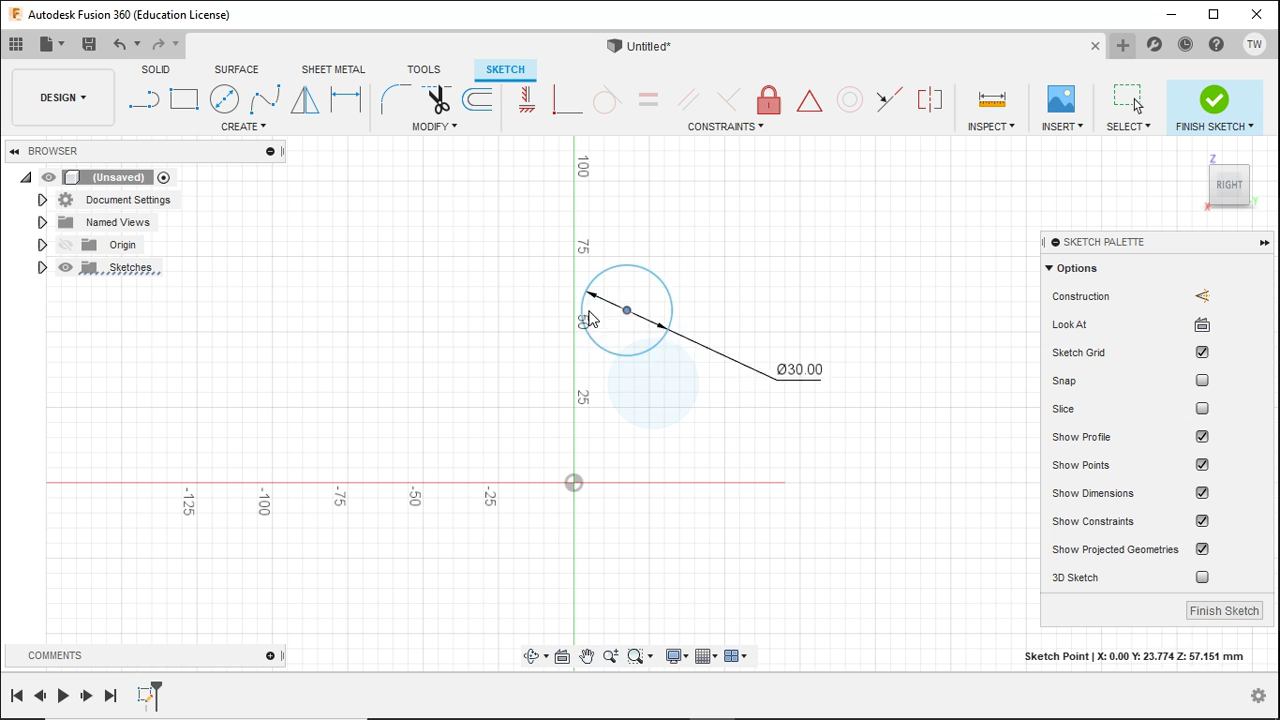 Autodesk Fusion 360 (Education License)
Untitled*
TW
SOLID SURFACE SHEET METAL TOOLS SKETCH
DESIGN
CREATE MODIFY CONSTRAINTS INSPECT INSERT SELECT FINISH SKETCH
BROWSER
(Unsaved)
Document Settings
Named Views
Origin
Sketches
100
75
50
25
-125 -100 -75 -50 -25
Ø30.00
Z
RIGHT
X Y
SKETCH PALETTE
Options
Construction
Look At
Sketch Grid
Snap
Slice
Show Profile
Show Points
Show Dimensions
Show Constraints
Show Projected Geometries
3D Sketch
Finish Sketch
COMMENTS
Sketch Point | X: 0.00 Y: 23.774 Z: 57.151 mm